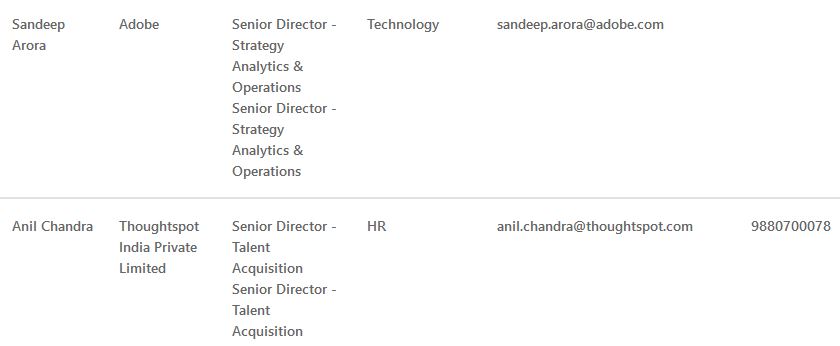 Sandeep Arora
Adobe
Senior Director -
Strategy
Analytics &
Operations
Senior Director -
Strategy
Analytics &
Operations
Technology
sandeep.arora@adobe.com
Anil Chandra
Thoughtspot
India Private
Limited
Senior Director -
Talent
Acquisition
Senior Director -
Talent
Acquisition
HR
anil.chandra@thoughtspot.com
9880700078